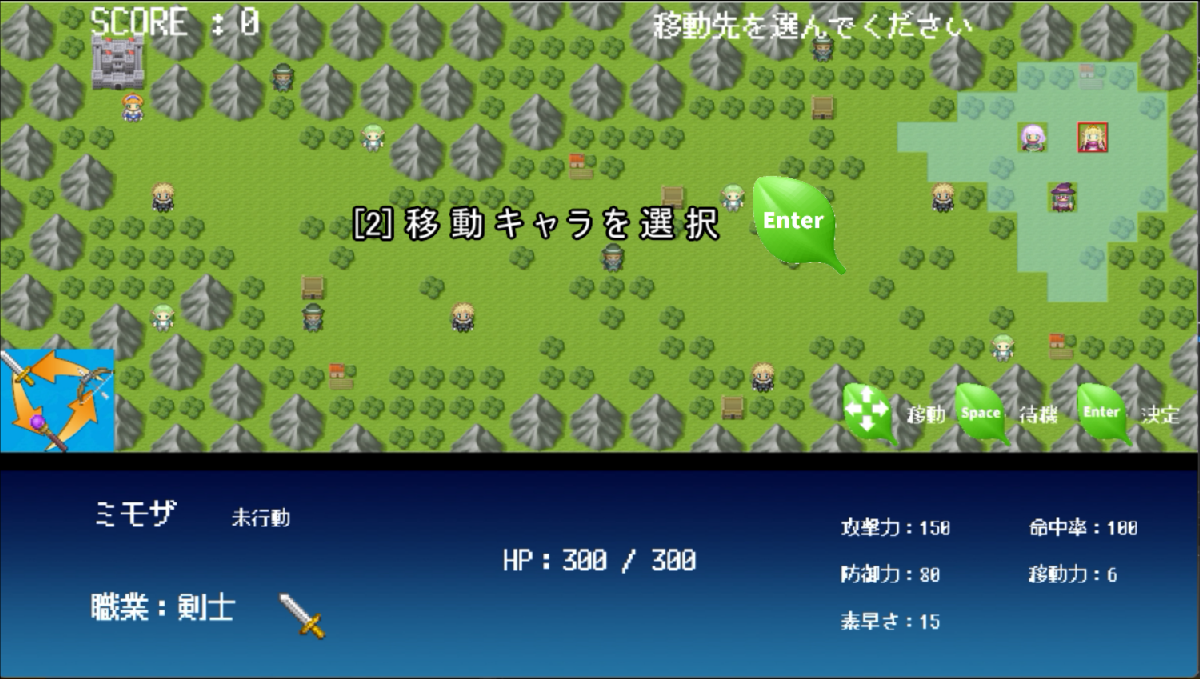 SCORE : 0
移動先を選んでください
[2]移動キャラを選択
Enter
移動
Space
待機
Enter
決定
ミモザ
未行動
HP : 300 / 300
職業 : 剣士
攻撃力 : 150
命中率 : 100
防御力 : 80
移動力 : 6
素早さ : 15